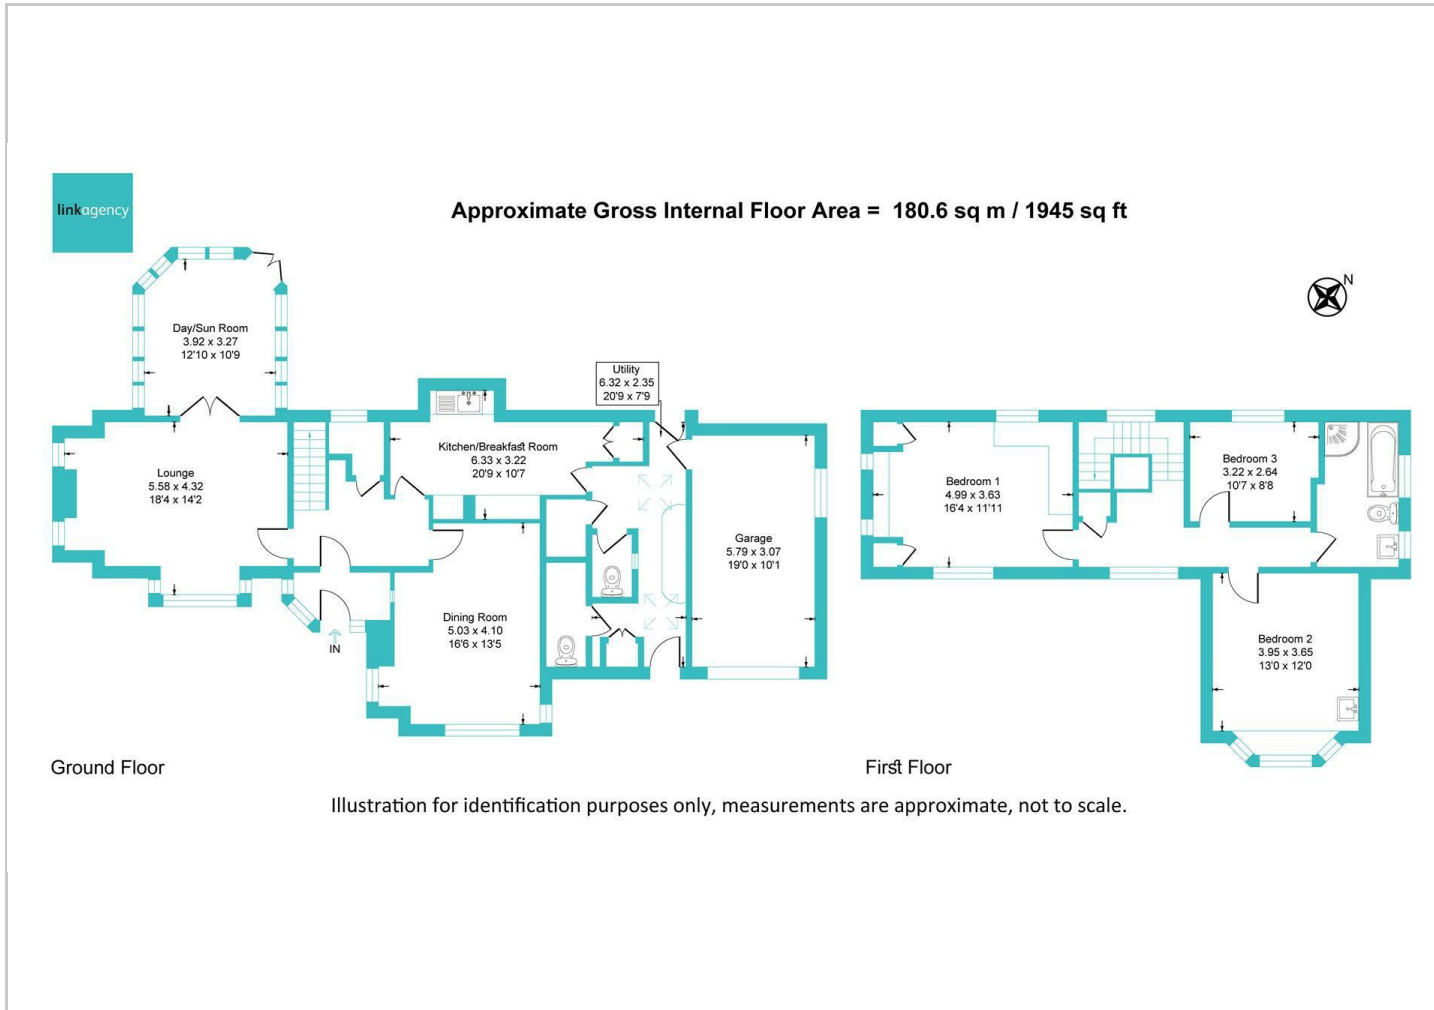 linkagency
Approximate Gross Internal Floor Area = 180.6 sq m / 1945 sq ft
N
Day/Sun Room
3.92 x 3.27
12'10 x 10'9
Utility
6.32 x 2.35
20'9 x 7'9
Kitchen/Breakfast Room
6.33 x 3.22
20'9 x 10'7
Lounge
5.58 x 4.32
18'4 x 14'2
Garage
5.79 x 3.07
19'0 x 10'1
Dining Room
5.03 x 4.10
16'6 x 13'5
IN
Bedroom 1
4.99 x 3.63
16'4 x 11'11
Bedroom 3
3.22 x 2.64
10'7 x 8'8
Bedroom 2
3.95 x 3.65
13'0 x 12'0
Ground Floor
First Floor
Illustration for identification purposes only, measurements are approximate, not to scale.